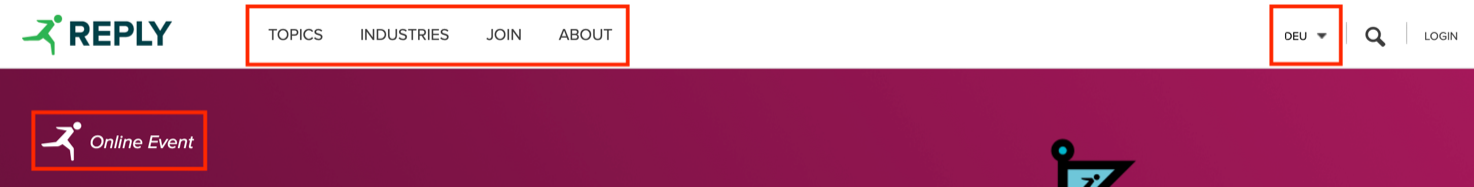 REPLY TOPICS INDUSTRIES JOIN ABOUT DEU LOGIN
Online Event